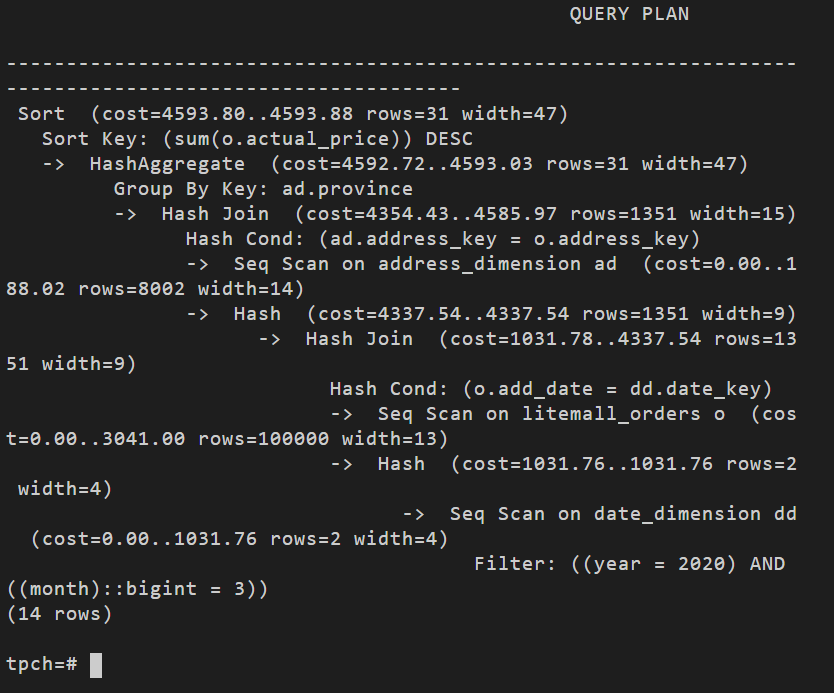 QUERY PLAN
------------------------------------------------------------------
--------------------------------------
Sort  (cost=4593.80..4593.88 rows=31 width=47)
Sort Key: (sum(o.actual_price)) DESC
->  HashAggregate  (cost=4592.72..4593.03 rows=31 width=47)
Group By Key: ad.province
->  Hash Join  (cost=4354.43..4585.97 rows=1351 width=15)
Hash Cond: (ad.address_key = o.address_key)
->  Seq Scan on address_dimension ad  (cost=0.00..1
88.02 rows=8002 width=14)
->  Hash  (cost=4337.54..4337.54 rows=1351 width=9)
->  Hash Join  (cost=1031.78..4337.54 rows=13
51 width=9)
Hash Cond: (o.add_date = dd.date_key)
->  Seq Scan on litemall_orders o  (cos
t=0.00..3041.00 rows=100000 width=13)
->  Hash  (cost=1031.76..1031.76 rows=2
width=4)
->  Seq Scan on date_dimension dd
(cost=0.00..1031.76 rows=2 width=4)
Filter: ((year = 2020) AND
((month)::bigint = 3))
(14 rows)
tpch=#